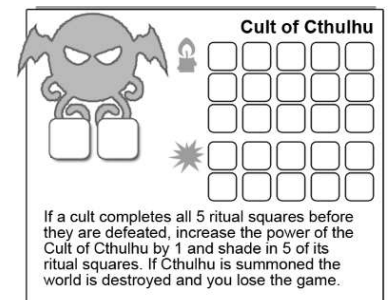 Cult of Cthulhu
If a cult completes all 5 ritual squares before
they are defeated, increase the power of the
Cult of Cthulhu by 1 and shade in 5 of its
ritual squares. If Cthulhu is summoned the
world is destroyed and you lose the game.